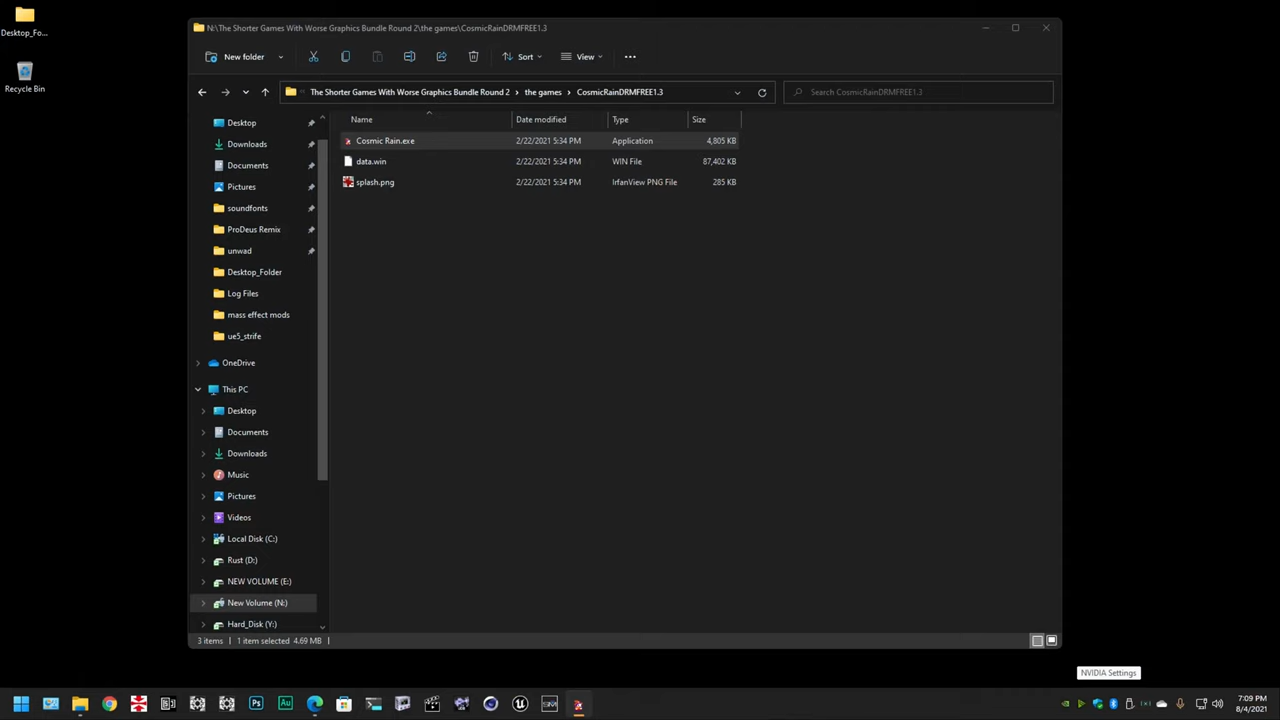 Desktop_Fo...
Recycle Bin
N:\The Shorter Games With Worse Graphics Bundle Round 2\the games\CosmicRainDRMFREE1.3
New folder
Sort
View
The Shorter Games With Worse Graphics Bundle Round 2 > the games > CosmicRainDRMFREE1.3
Search CosmicRainDRMFREE1.3
Name Date modified Type Size
Cosmic Rain.exe 2/22/2021 5:34 PM Application 4,805 KB
data.win 2/22/2021 5:34 PM WIN File 87,402 KB
splash.png 2/22/2021 5:34 PM IrfanView PNG File 285 KB
Desktop
Downloads
Documents
Pictures
soundfonts
ProDeus Remix
unwad
Desktop_Folder
Log Files
mass effect mods
ue5_strife
OneDrive
This PC
Desktop
Documents
Downloads
Music
Pictures
Videos
Local Disk (C:)
Rust (D:)
NEW VOLUME (E:)
New Volume (N:)
Hard_Disk (Y:)
3 items 1 item selected 4.69 MB
NVIDIA Settings
Ps
Au
7:09 PM
8/4/2021